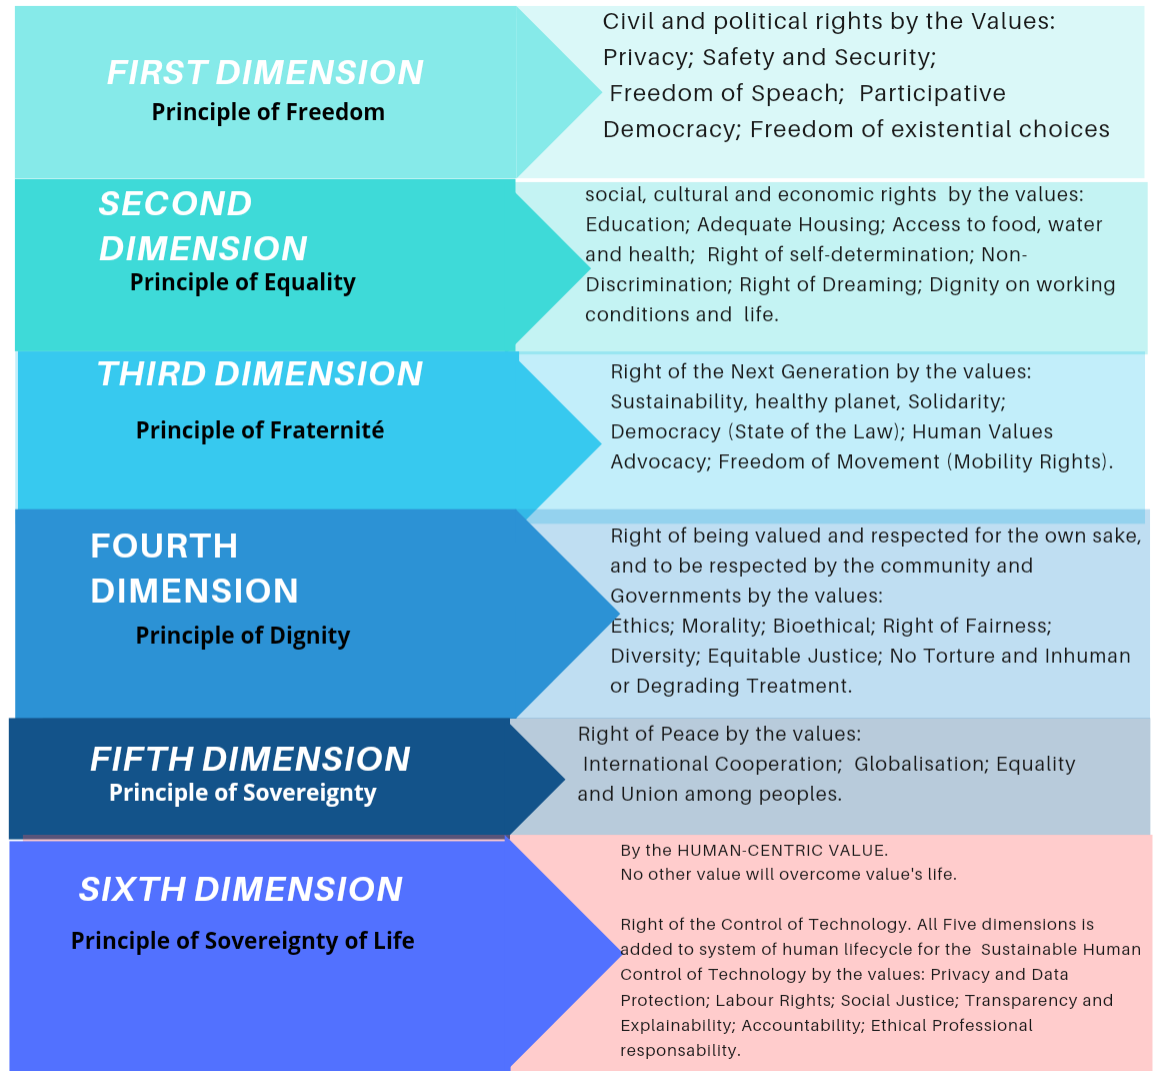 FIRST DIMENSION
Principle of Freedom
Civil and political rights by the Values:
Privacy; Safety and Security;
Freedom of Speach; Participative
Democracy; Freedom of existential choices
SECOND
DIMENSION
Principle of Equality
social, cultural and economic rights by the values:
Education; Adequate Housing; Access to food, water
and health; Right of self-determination; Non-
Discrimination; Right of Dreaming; Dignity on working
conditions and life.
THIRD DIMENSION
Principle of Fraternité
Right of the Next Generation by the values:
Sustainability, healthy planet, Solidarity;
Democracy (State of the Law); Human Values
Advocacy; Freedom of Movement (Mobility Rights).
FOURTH
DIMENSION
Principle of Dignity
Right of being valued and respected for the own sake,
and to be respected by the community and
Governments by the values:
Ethics; Morality; Bioethical; Right of Fairness;
Diversity; Equitable Justice; No Torture and Inhuman
or Degrading Treatment.
FIFTH DIMENSION
Principle of Sovereignty
Right of Peace by the values:
International Cooperation; Globalisation; Equality
and Union among peoples.
SIXTH DIMENSION
Principle of Sovereignty of Life
By the HUMAN-CENTRIC VALUE.
No other value will overcome value's life.
Right of the Control of Technology. All Five dimensions is
added to system of human lifecycle for the Sustainable Human
Control of Technology by the values: Privacy and Data
Protection; Labour Rights; Social Justice; Transparency and
Explainability; Accountability; Ethical Professional
responsability.